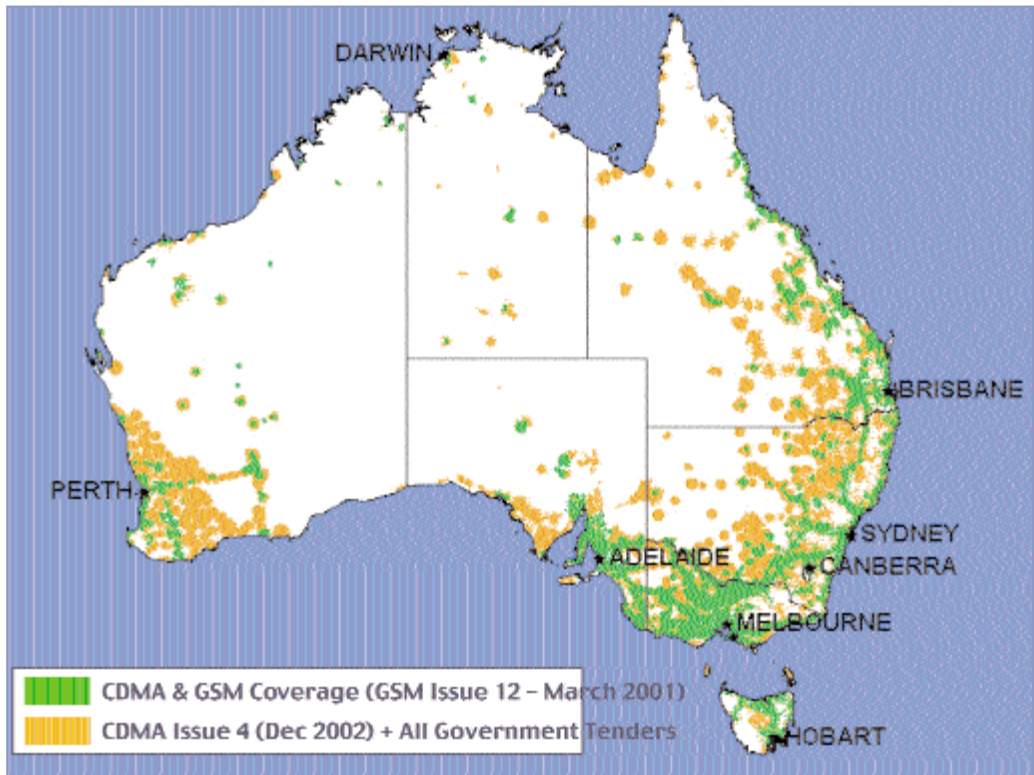 DARWIN
BRISBANE
PERTH
SYDNEY
ADELAIDE
CANBERRA
MELBOURNE
CDMA & GSM Coverage (GSM Issue 12 – March 2001)
CDMA Issue 4 (Dec 2002) + All Government Tenders
HOBART